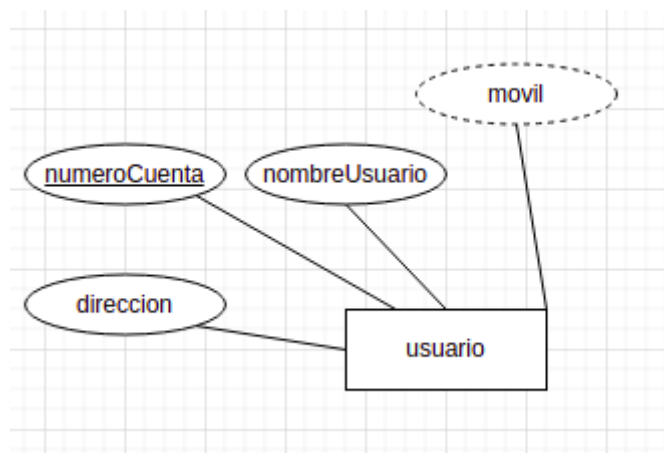 movil
numeroCuenta
nombreUsuario
direccion
usuario